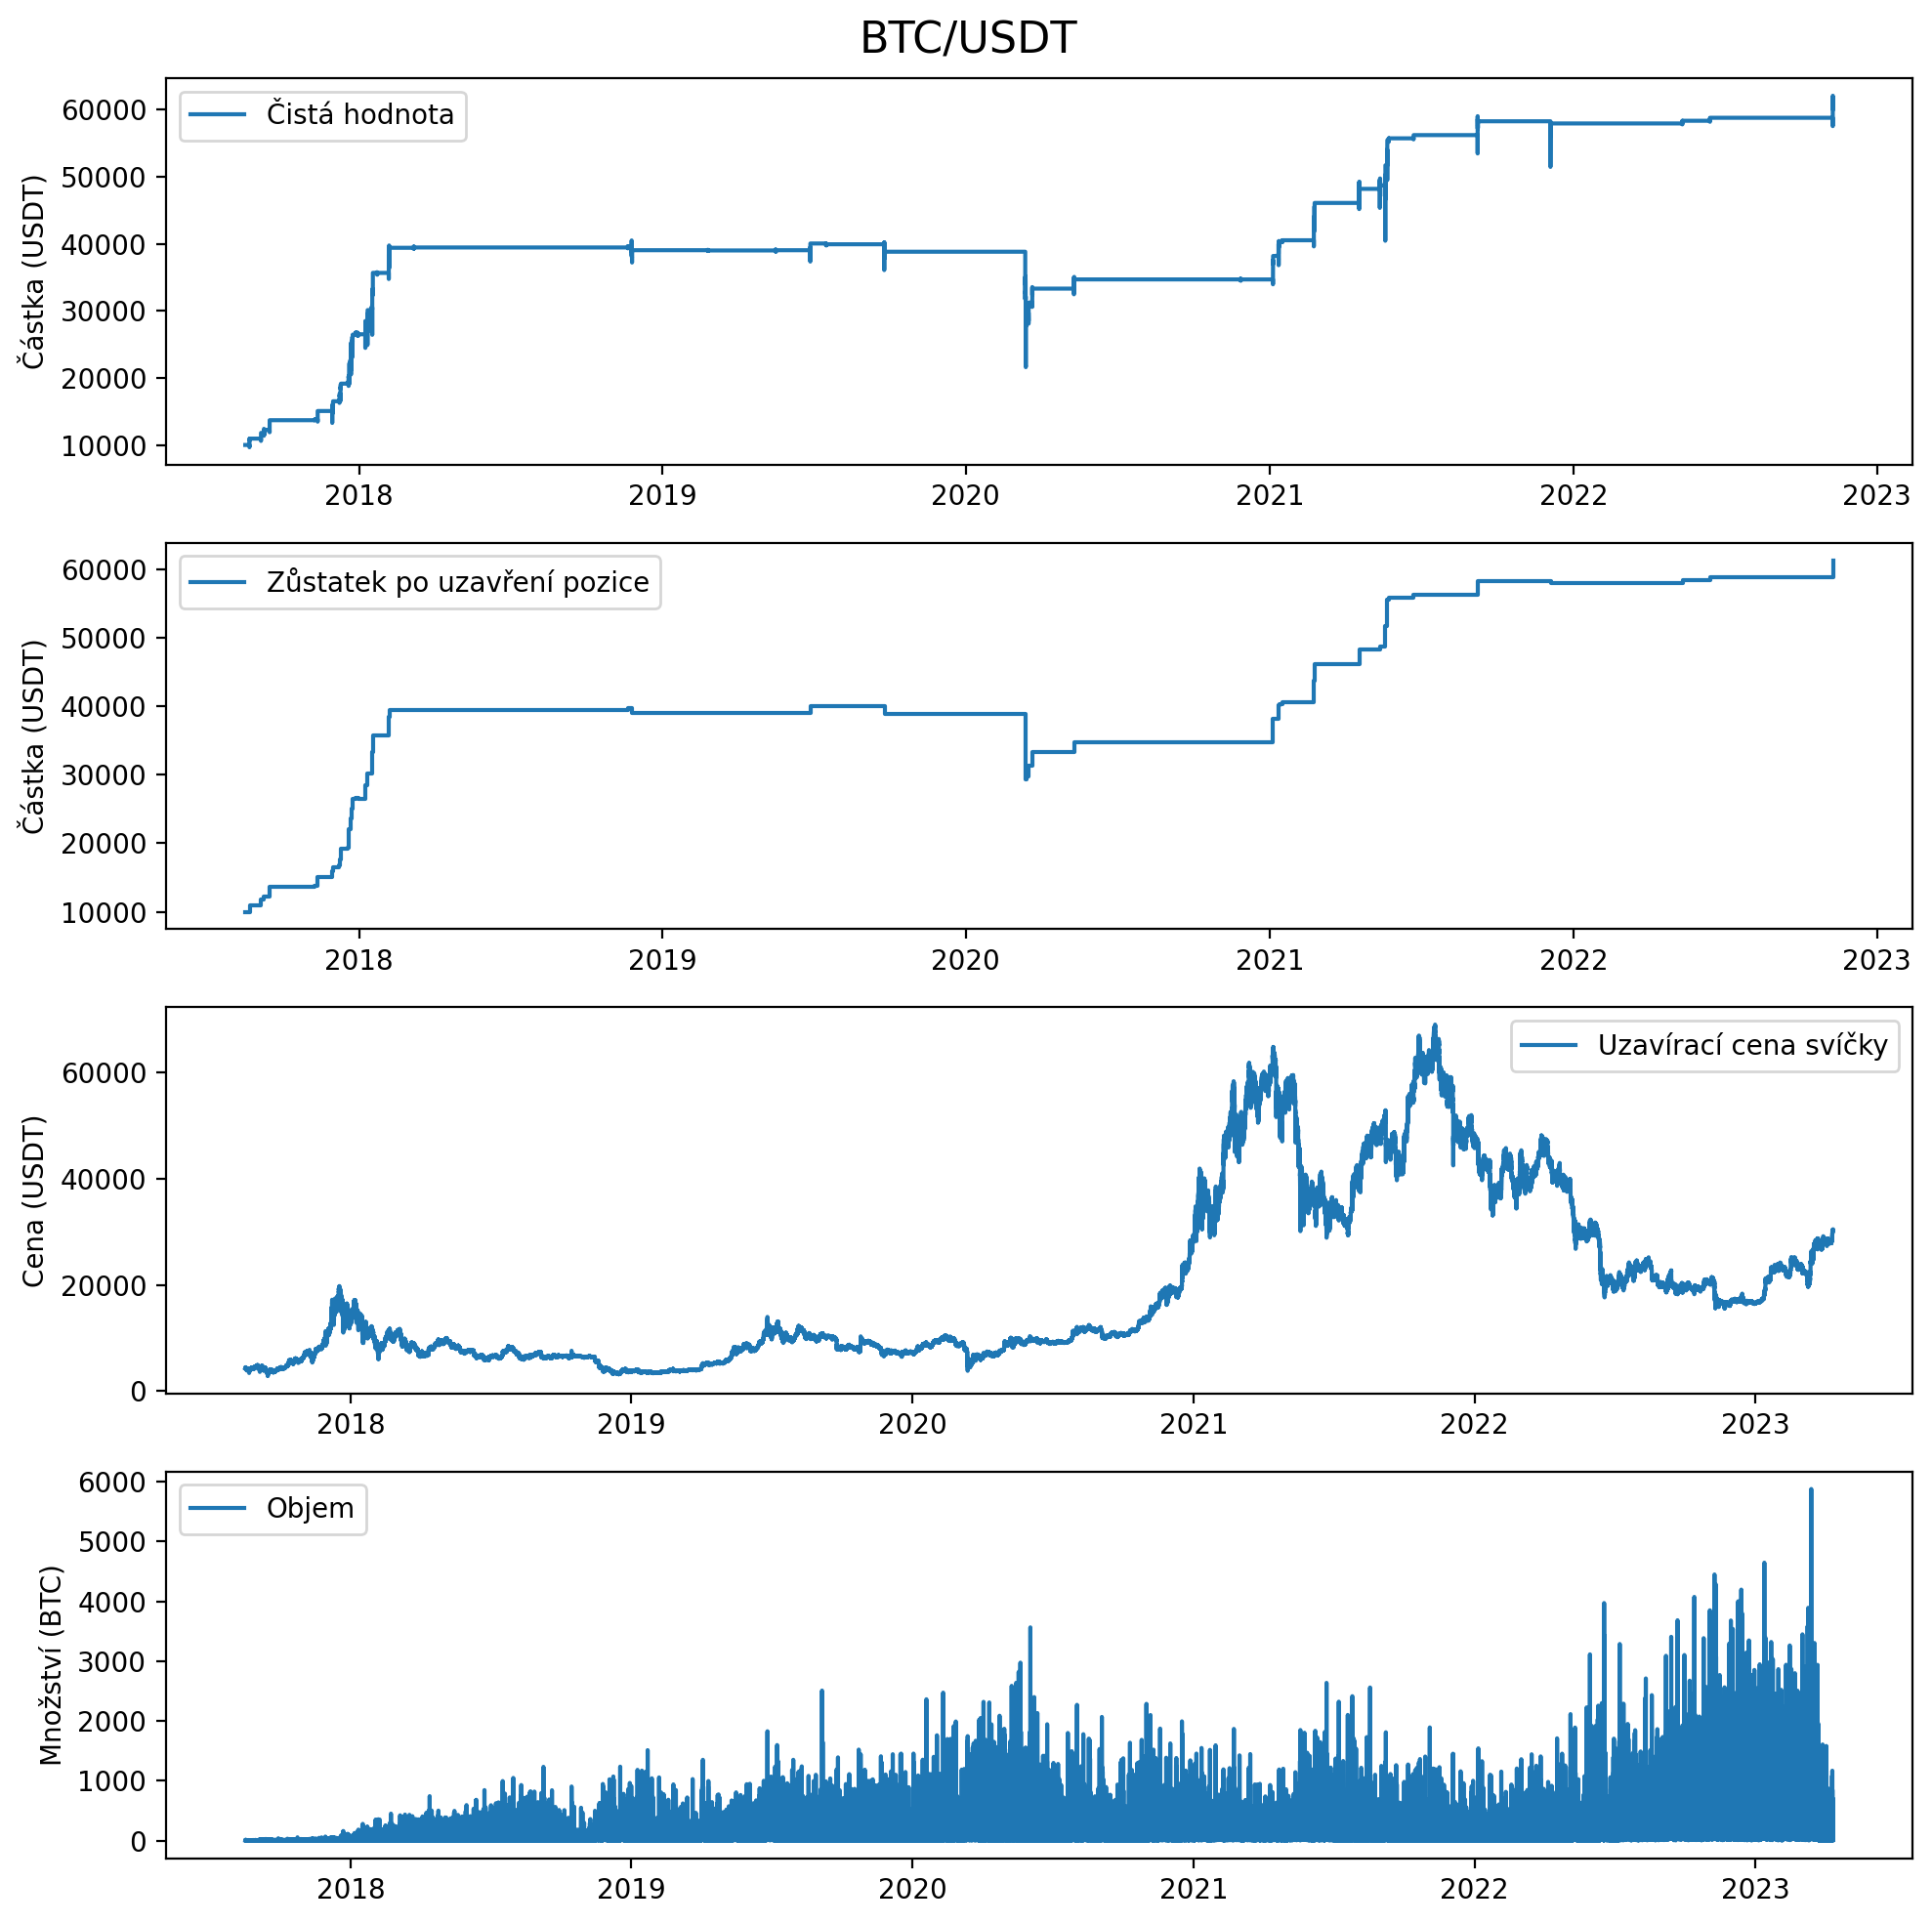 BTC/USDT
Čistá hodnota
Částka (USDT)
60000
50000
40000
30000
20000
10000
2018 2019 2020 2021 2022 2023
Zůstatek po uzavření pozice
Částka (USDT)
60000
50000
40000
30000
20000
10000
2018 2019 2020 2021 2022 2023
Uzavírací cena svíčky
Cena (USDT)
60000
40000
20000
0
2018 2019 2020 2021 2022 2023
Objem
Množství (BTC)
6000
5000
4000
3000
2000
1000
0
2018 2019 2020 2021 2022 2023